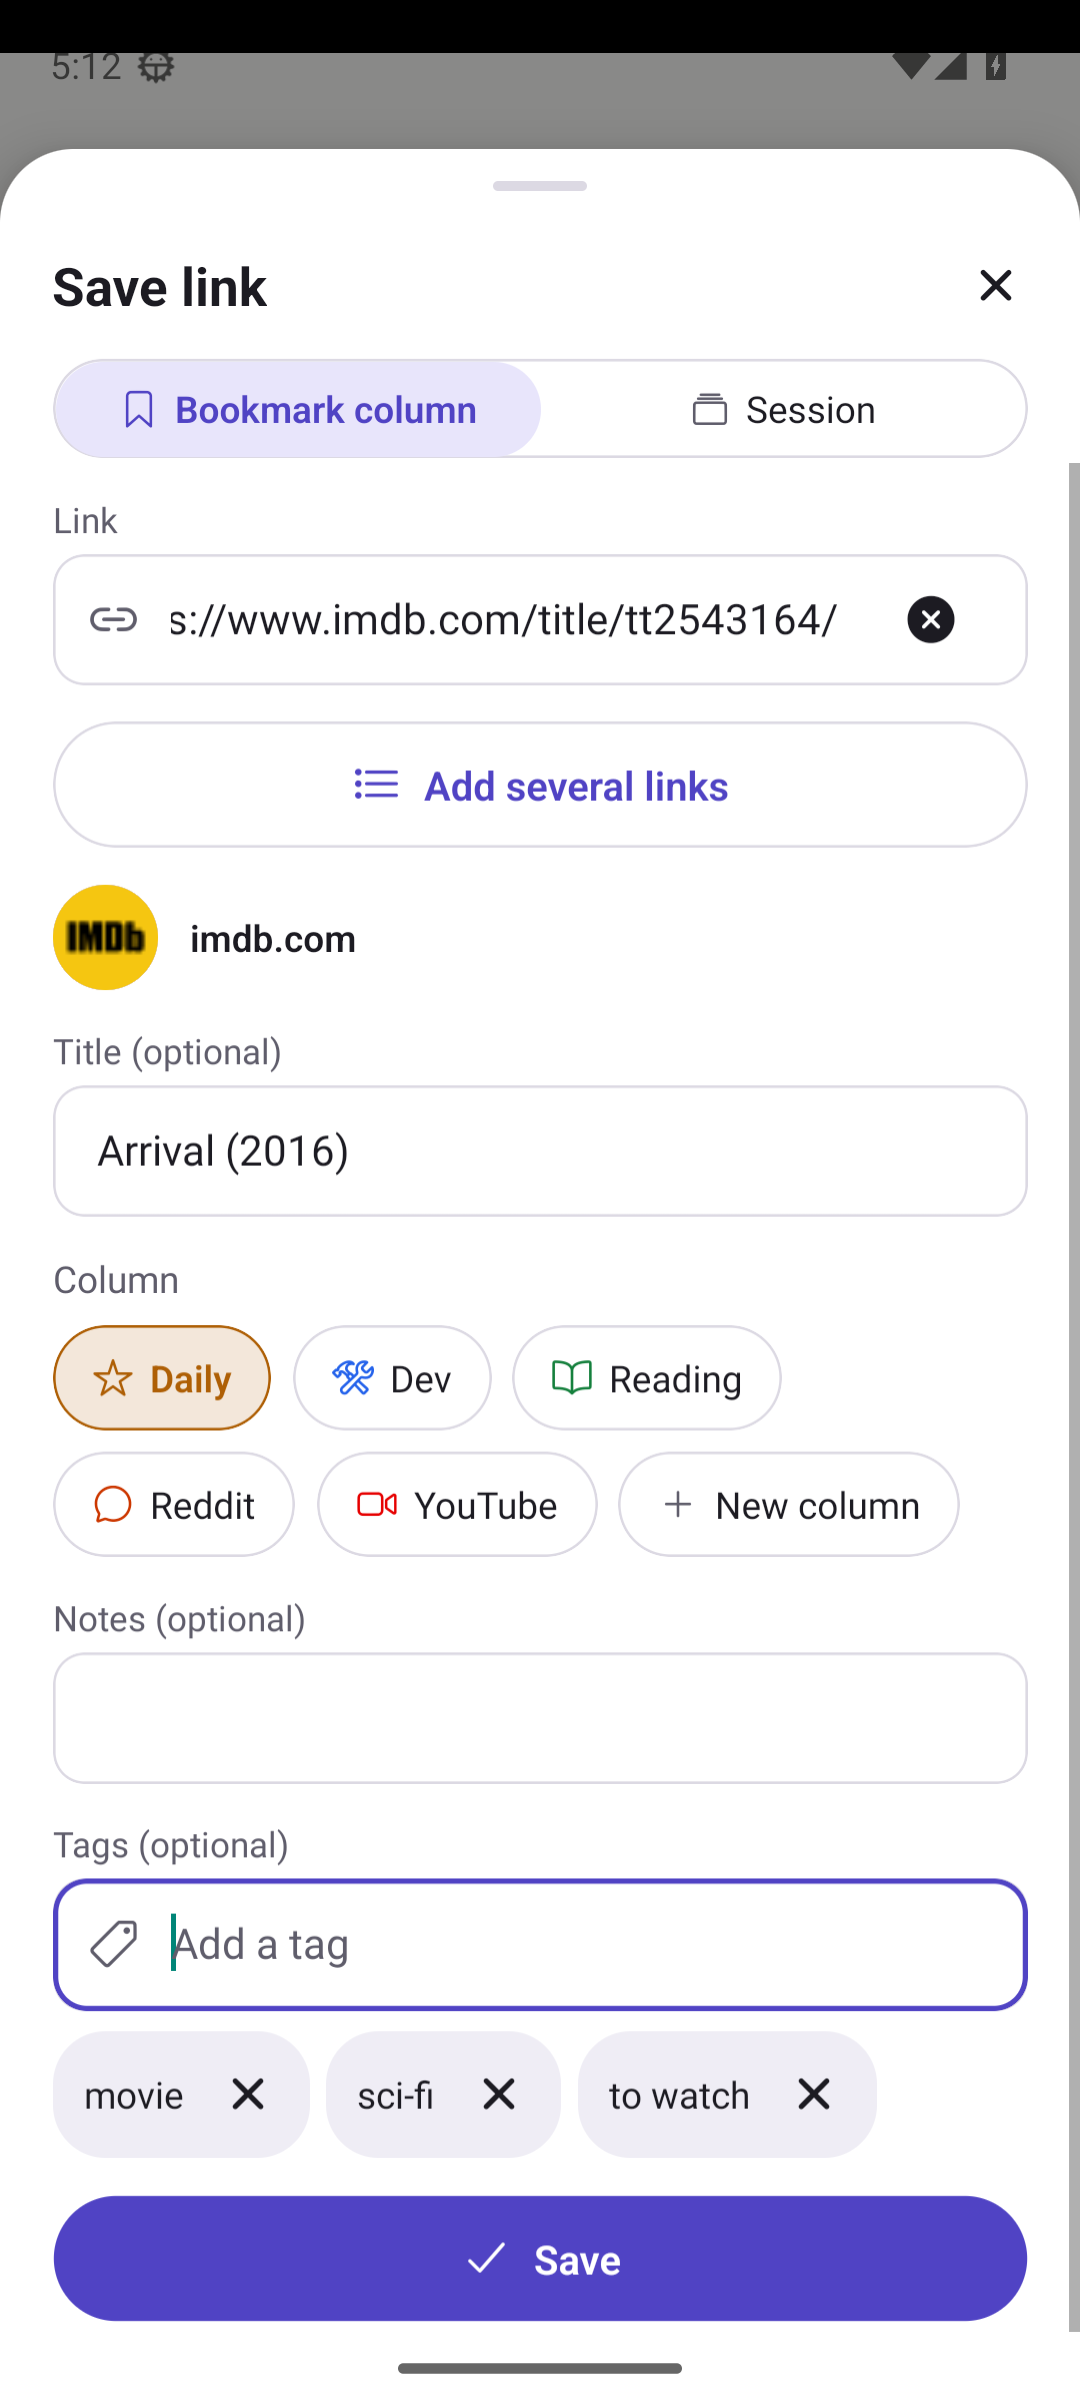 5:12
Save link
Bookmark column
Session
Link
s://www.imdb.com/title/tt2543164/
Add several links
IMDb
imdb.com
Title (optional)
Arrival (2016)
Column
Daily
Dev
Reading
Reddit
YouTube
New column
Notes (optional)
Tags (optional)
Add a tag
movie
sci-fi
to watch
Save